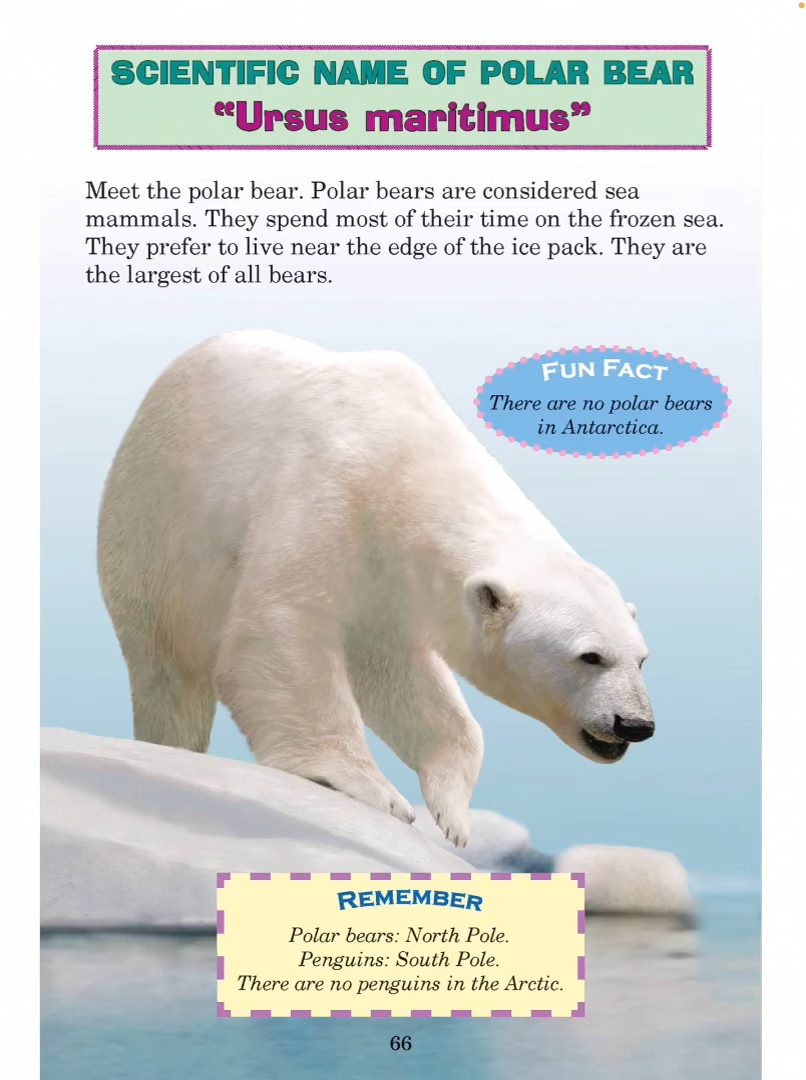 SCIENTIFIC NAME OF POLAR BEAR
“Ursus maritimus”
Meet the polar bear. Polar bears are considered sea
mammals. They spend most of their time on the frozen sea.
They prefer to live near the edge of the ice pack. They are
the largest of all bears.
FUN FACT
There are no polar bears
in Antarctica.
REMEMBER
Polar bears: North Pole.
Penguins: South Pole.
There are no penguins in the Arctic.
66